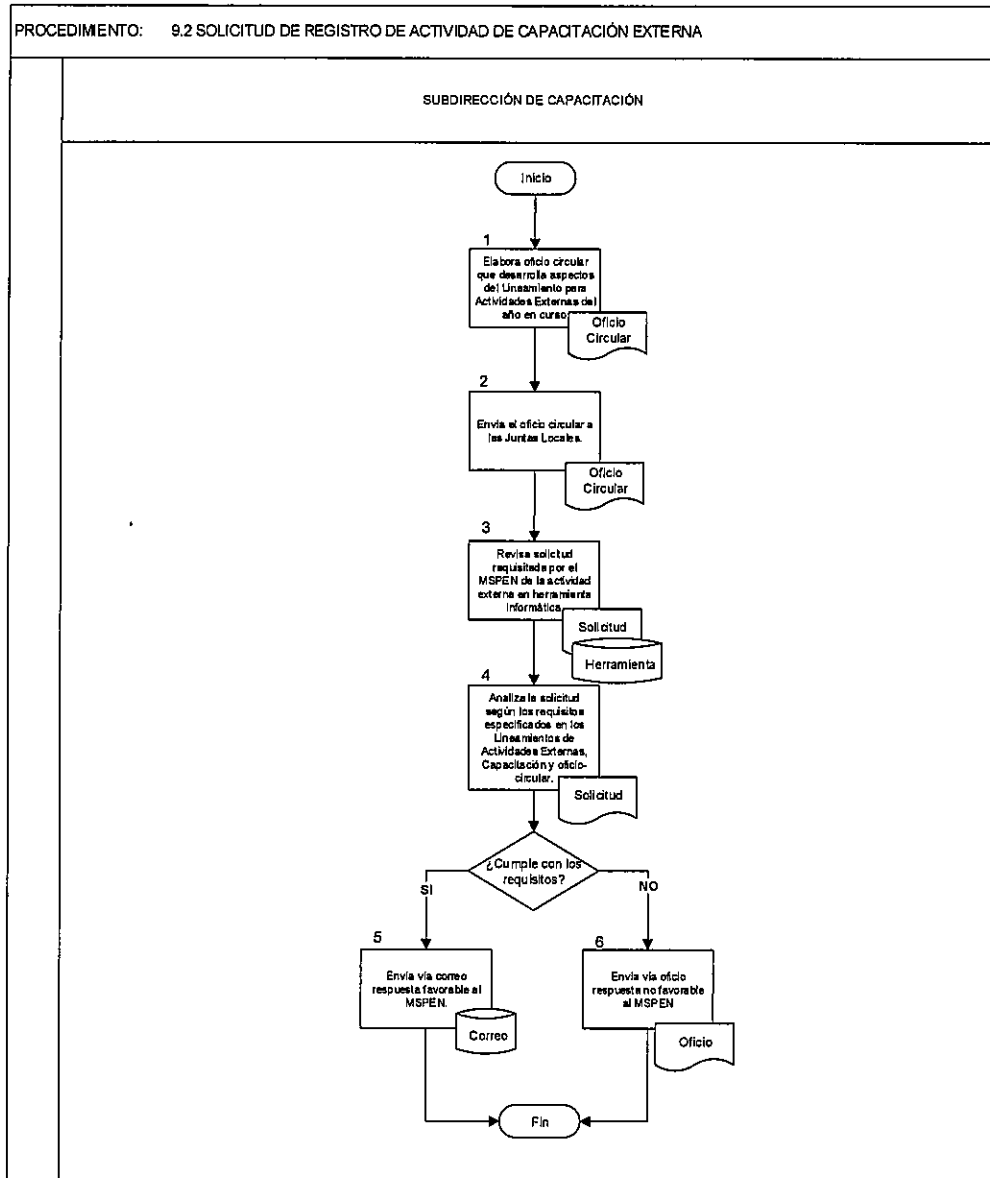 PROCEDIMIENTO: 9.2 SOLICITUD DE REGISTRO DE ACTIVIDAD DE CAPACITACIÓN EXTERNA
SUBDIRECCIÓN DE CAPACITACIÓN
Inicio
1
Elabora oficio circular
que desarrolla aspectos
del Lineamiento para
Actividades Externas del
año en curso
Oficio
Circular
2
Envía el oficio circular a
las Juntas Locales.
Oficio
Circular
3
Revisa solicitud
requisitada por el
MSPEN de la actividad
externa en herramienta
informática
Solicitud
Herramienta
4
Analiza la solicitud
según los requisitos
especificados en los
Lineamientos de
Actividades Externas,
Capacitación y oficio-
circular.
Solicitud
¿Cumple con los
requisitos?
SI
NO
5
Envía vía correo
respuesta favorable al
MSPEN.
Correo
6
Envía vía oficio
respuesta no favorable
al MSPEN
Oficio
Fin